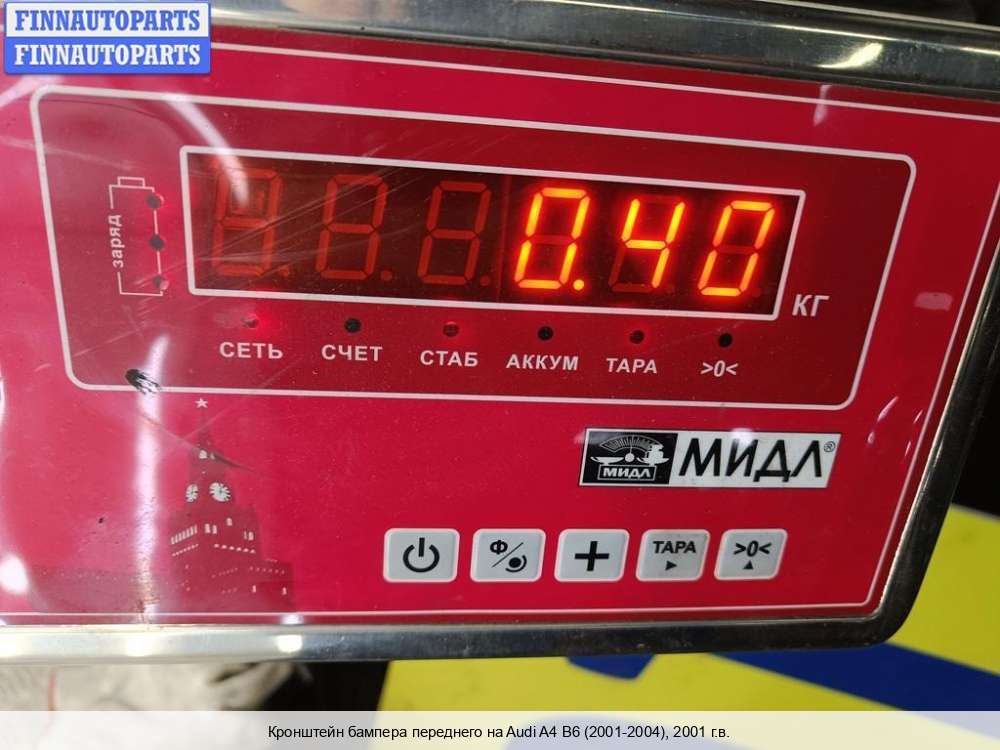 FINNAUTOPARTS
FINNAUTOPARTS
заряд
0.40
КГ
СЕТЬ СЧЕТ СТАБ АККУМ ТАРА >0<
МИДЛ МИДЛ®
Ф ТАРА >0<
Кронштейн бампера переднего на Audi A4 B6 (2001-2004), 2001 г.в.